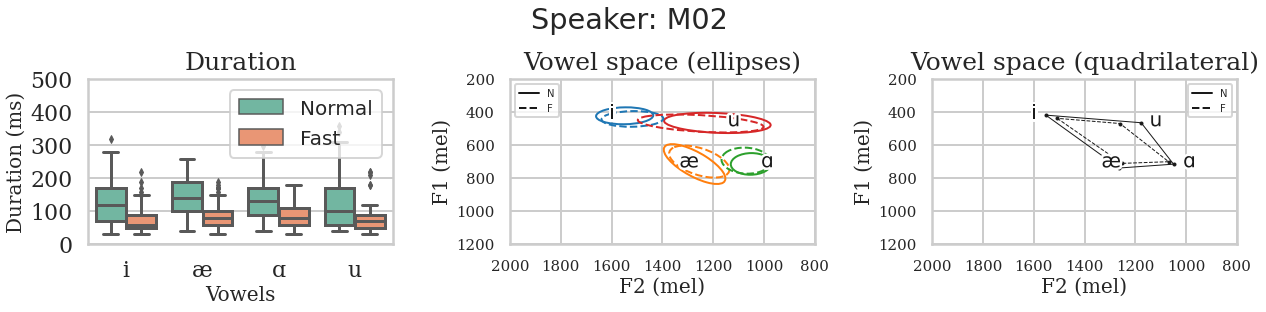 Speaker: M02
Duration
Duration (ms)
500
400
300
200
100
0
Normal
Fast
i
æ
ɑ
u
Vowels
Vowel space (ellipses)
F1 (mel)
200
400
600
800
1000
1200
N
F
i
u
æ
ɑ
2000
1800
1600
1400
1200
1000
800
F2 (mel)
Vowel space (quadrilateral)
F1 (mel)
200
400
600
800
1000
1200
N
F
i
u
æ
ɑ
2000
1800
1600
1400
1200
1000
800
F2 (mel)